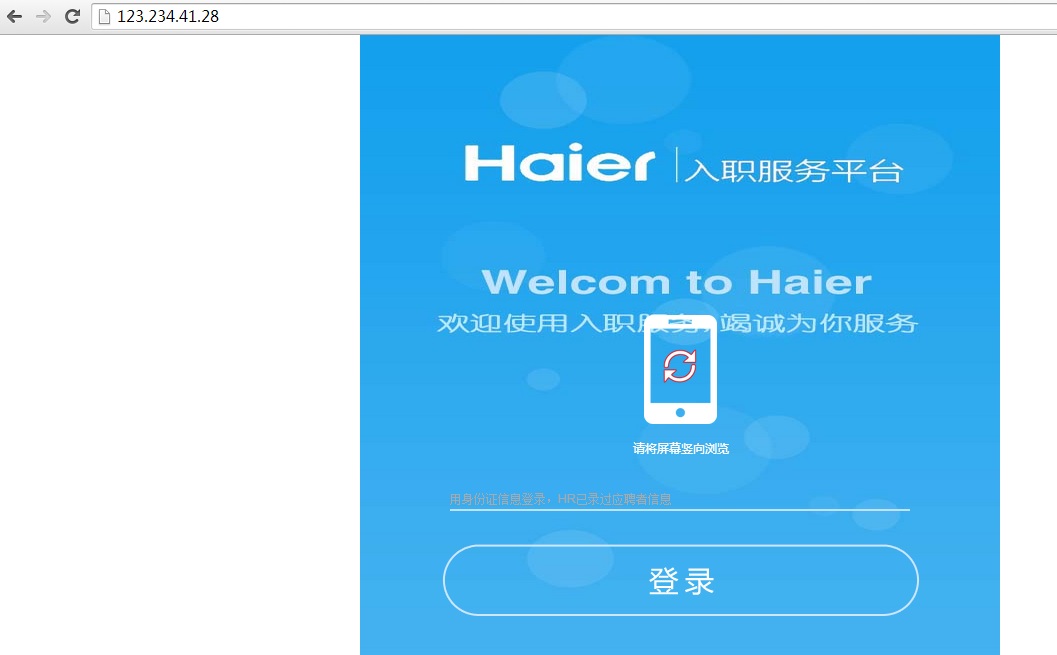 123.234.41.28
Haier | 入职服务平台
Welcom to Haier
欢迎使用入职服务,竭诚为你服务
请将屏幕竖向浏览
用身份证信息登录，HR已录过应聘者信息
登录